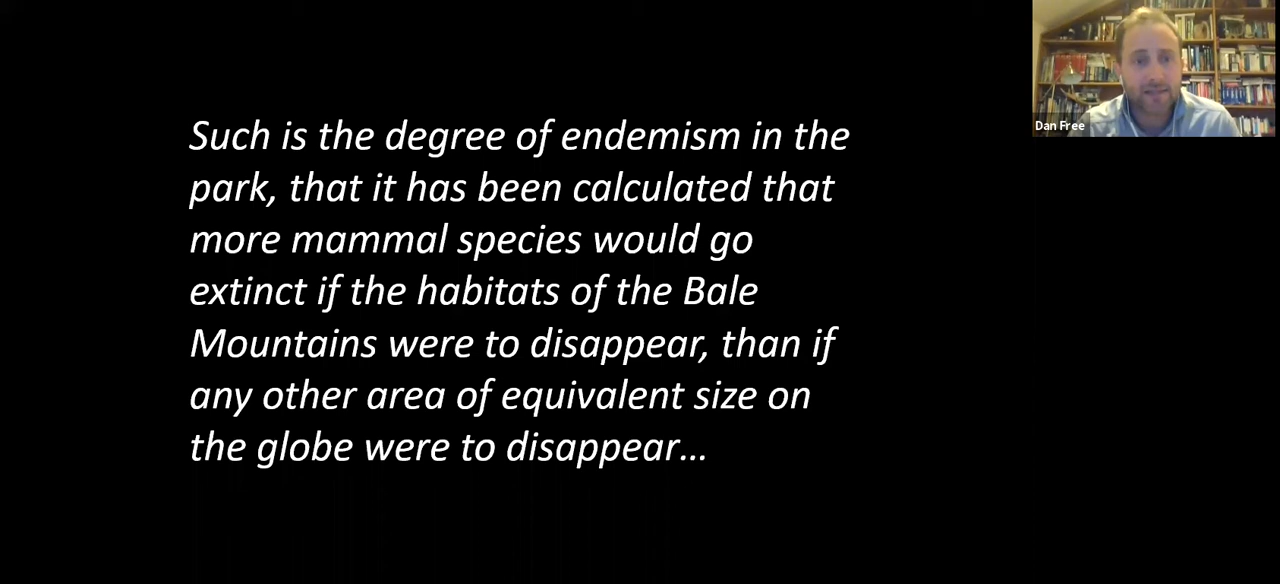 Such is the degree of endemism in the
park, that it has been calculated that
more mammal species would go
extinct if the habitats of the Bale
Mountains were to disappear, than if
any other area of equivalent size on
the globe were to disappear…
Dan Free